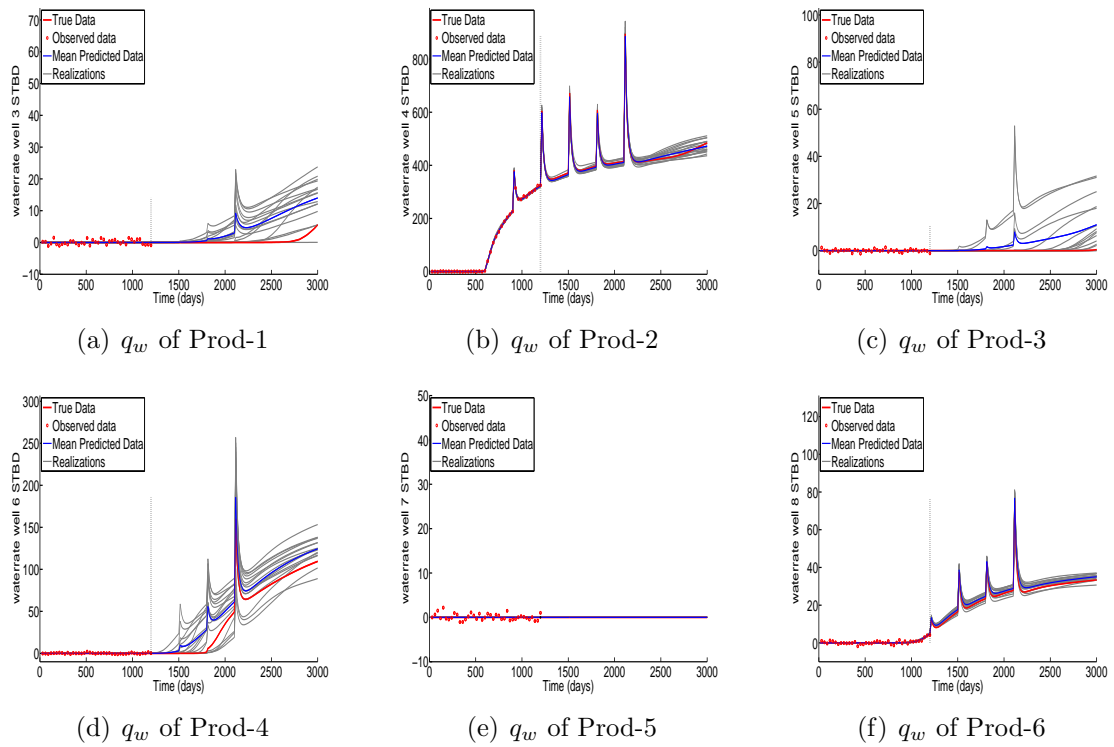 waterrate well 3 STBD
70
60
50
40
30
20
10
0
−10
True Data
Observed data
Mean Predicted Data
Realizations
0 500 1000 1500 2000 2500 3000
Time (days)
(a) q_w of Prod-1
waterrate well 4 STBD
800
600
400
200
0
True Data
Observed data
Mean Predicted Data
Realizations
0 500 1000 1500 2000 2500 3000
Time (days)
(b) q_w of Prod-2
waterrate well 5 STBD
100
80
60
40
20
0
True Data
Observed data
Mean Predicted Data
Realizations
0 500 1000 1500 2000 2500 3000
Time (days)
(c) q_w of Prod-3
waterrate well 6 STBD
300
250
200
150
100
50
0
True Data
Observed data
Mean Predicted Data
Realizations
0 500 1000 1500 2000 2500 3000
Time (days)
(d) q_w of Prod-4
waterrate well 7 STBD
50
40
30
20
10
0
−10
True Data
Observed data
Mean Predicted Data
Realizations
0 500 1000 1500 2000 2500 3000
Time (days)
(e) q_w of Prod-5
waterrate well 8 STBD
120
100
80
60
40
20
0
True Data
Observed data
Mean Predicted Data
Realizations
0 500 1000 1500 2000 2500 3000
Time (days)
(f) q_w of Prod-6